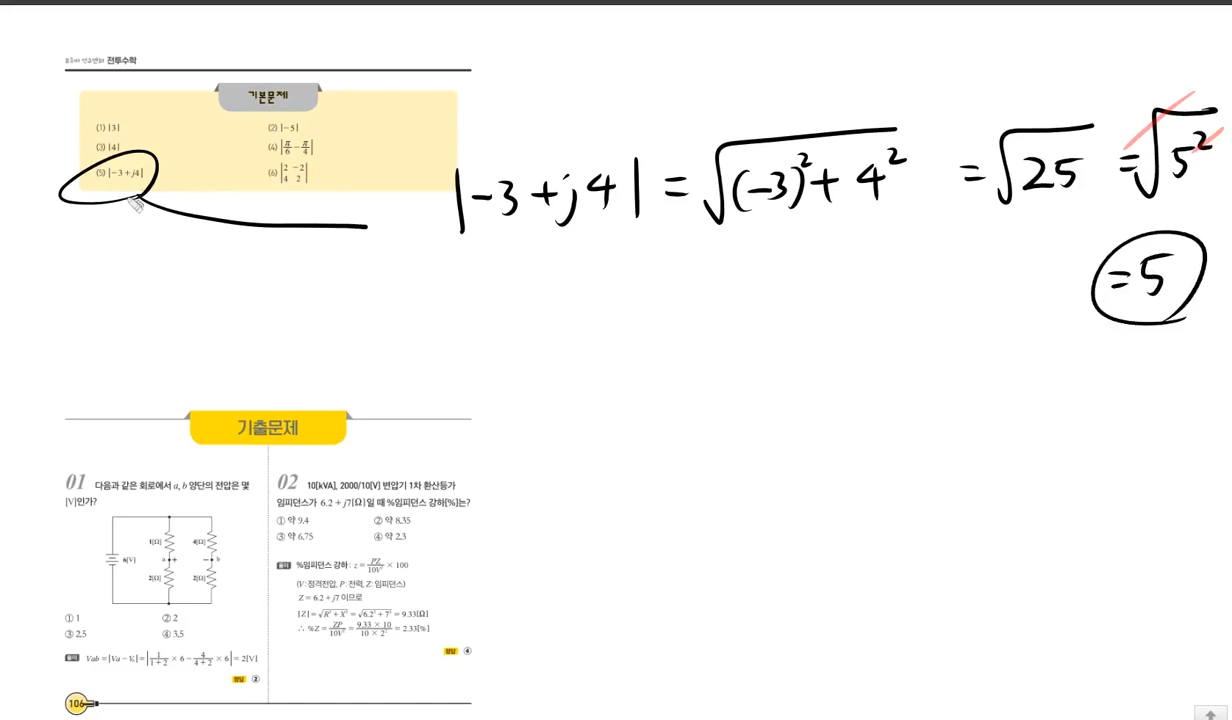 전투수학
기본문제
(1) |3|
(2) |−5|
(3) |4|
(4) |π/6 − π/4|
(5) |−3+j4|
(6) |2 −2
4 2|
|−3+j4| = √((−3)²+4²) = √25 = √5²
=5
기출문제
01 다음과 같은 회로에서 a, b 양단의 전압은 몇
[V]인가?
1[Ω] 4[Ω]
6[V] a + − b
2[Ω] 2[Ω]
① 1 ② 2
③ 2.5 ④ 3.5
풀이 Vab = |Va − Vb| = |1/(1+2) × 6 − 4/(4+2) × 6| = 2[V]
정답 ②
02 10[kVA], 2000/10[V] 변압기 1차 환산등가
임피던스가 6.2 + j7[Ω]일 때 %임피던스 강하[%]는?
① 약 9.4 ② 약 8.35
③ 약 6.75 ④ 약 2.3
풀이 %임피던스 강하 : z = PZ/10V² × 100
(V : 정격전압, P : 전력, Z : 임피던스)
Z = 6.2 + j7 이므로
|Z| = √(R² + X²) = √(6.2² + 7²) = 9.33[Ω]
∴ %Z = ZP/10V² = (9.33 × 10)/(10 × 2²) = 2.33[%]
정답 ④
106